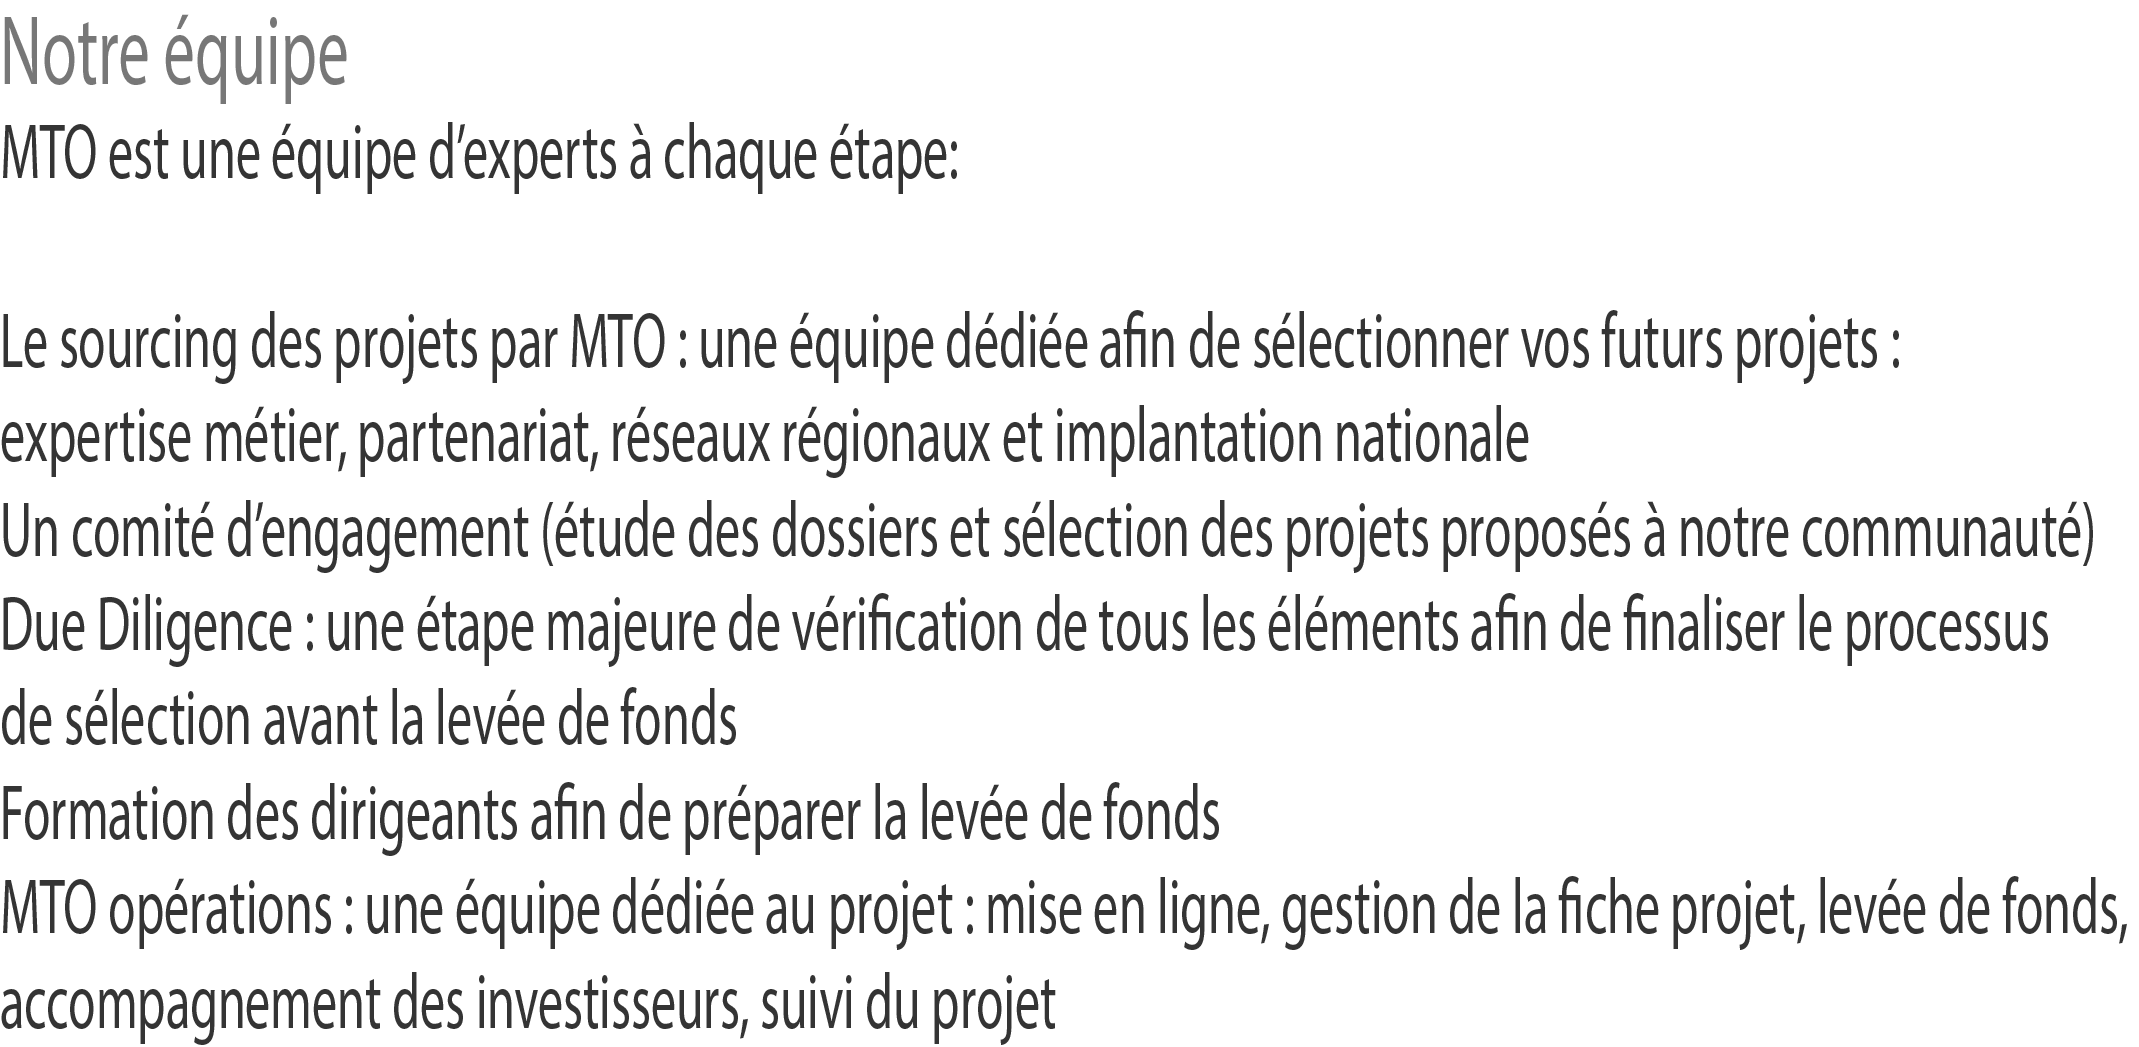 Notre équipe
MTO est une équipe d’experts à chaque étape:
Le sourcing des projets par MTO : une équipe dédiée afin de sélectionner vos futurs projets :
expertise métier, partenariat, réseaux régionaux et implantation nationale
Un comité d’engagement (étude des dossiers et sélection des projets proposés à notre communauté)
Due Diligence : une étape majeure de vérification de tous les éléments afin de finaliser le processus
de sélection avant la levée de fonds
Formation des dirigeants afin de préparer la levée de fonds
MTO opérations : une équipe dédiée au projet : mise en ligne, gestion de la fiche projet, levée de fonds,
accompagnement des investisseurs, suivi du projet